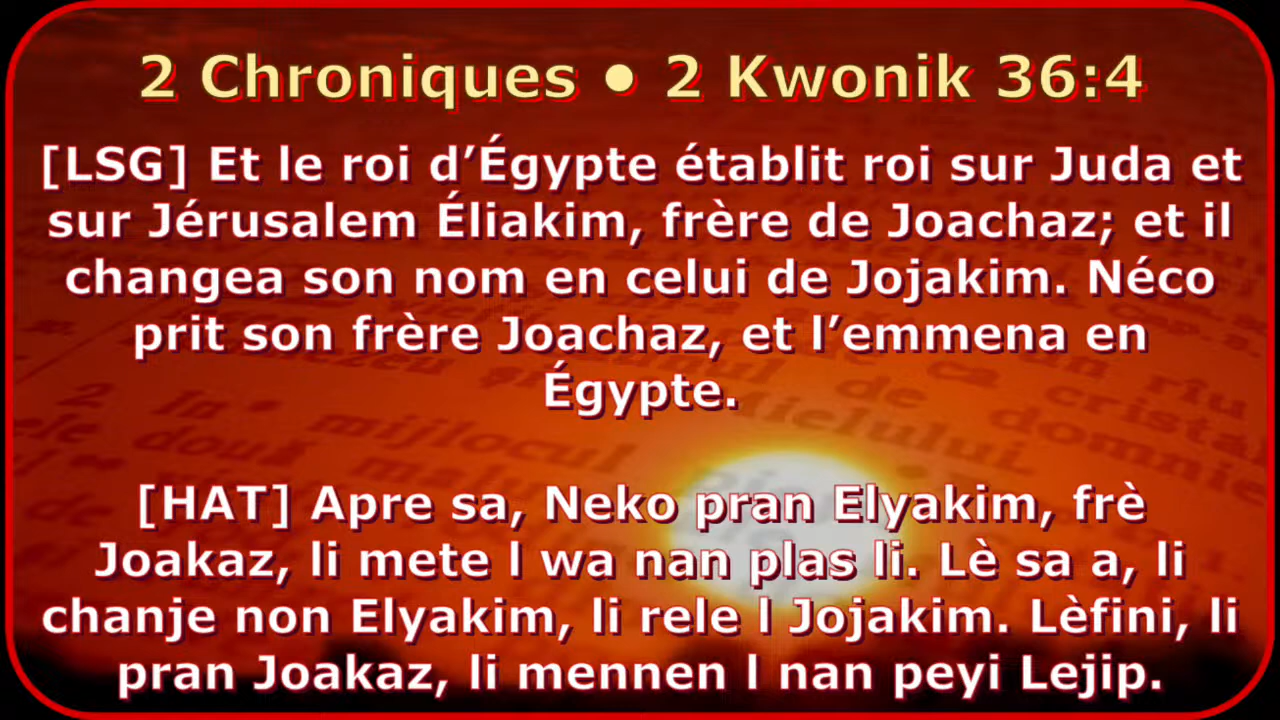 2 Chroniques • 2 Kwonik 36:4
[LSG] Et le roi d’Égypte établit roi sur Juda et
sur Jérusalem Éliakim, frère de Joachaz; et il
changea son nom en celui de Jojakim. Néco
prit son frère Joachaz, et l’emmena en
Égypte.
[HAT] Apre sa, Neko pran Elyakim, frè
Joakaz, li mete l wa nan plas li. Lè sa a, li
chanje non Elyakim, li rele l Jojakim. Lèfini, li
pran Joakaz, li mennen l nan peyi Lejip.